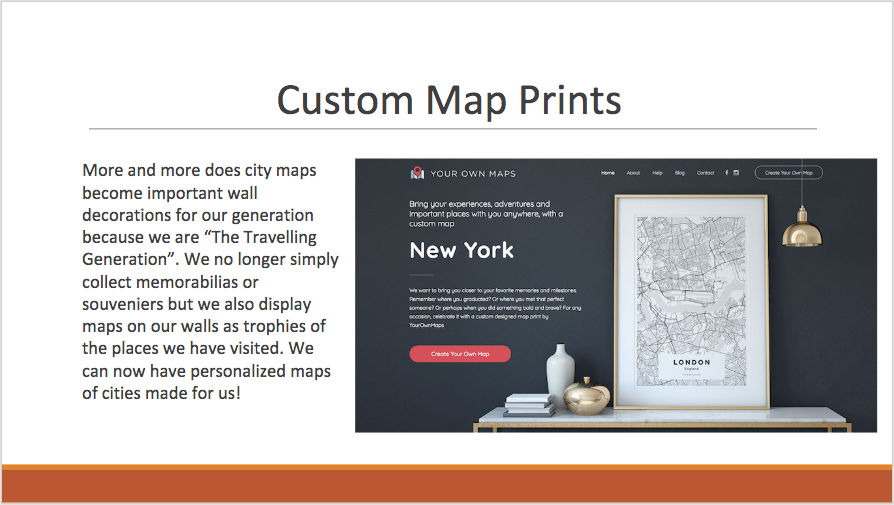 Custom Map Prints
More and more does city maps
become important wall
decorations for our generation
because we are “The Travelling
Generation”. We no longer simply
collect memorabilias or
souveniers but we also display
maps on our walls as trophies of
the places we have visited. We
can now have personalized maps
of cities made for us!
YOUR OWN MAPS
Home About Help Blog Contact f Create Your Own Map
Bring your experiences, adventures and
important places with you anywhere, with a
custom map
New York
We want to bring you closer to your favorite memories and milestones.
Remember where you graduated? Or where you met that perfect
someone? Or perhaps when you did something bold and brave? For any
occasion, celebrate it with a custom designed map print by
YourOwnMaps
Create Your Own Map
LONDON
England